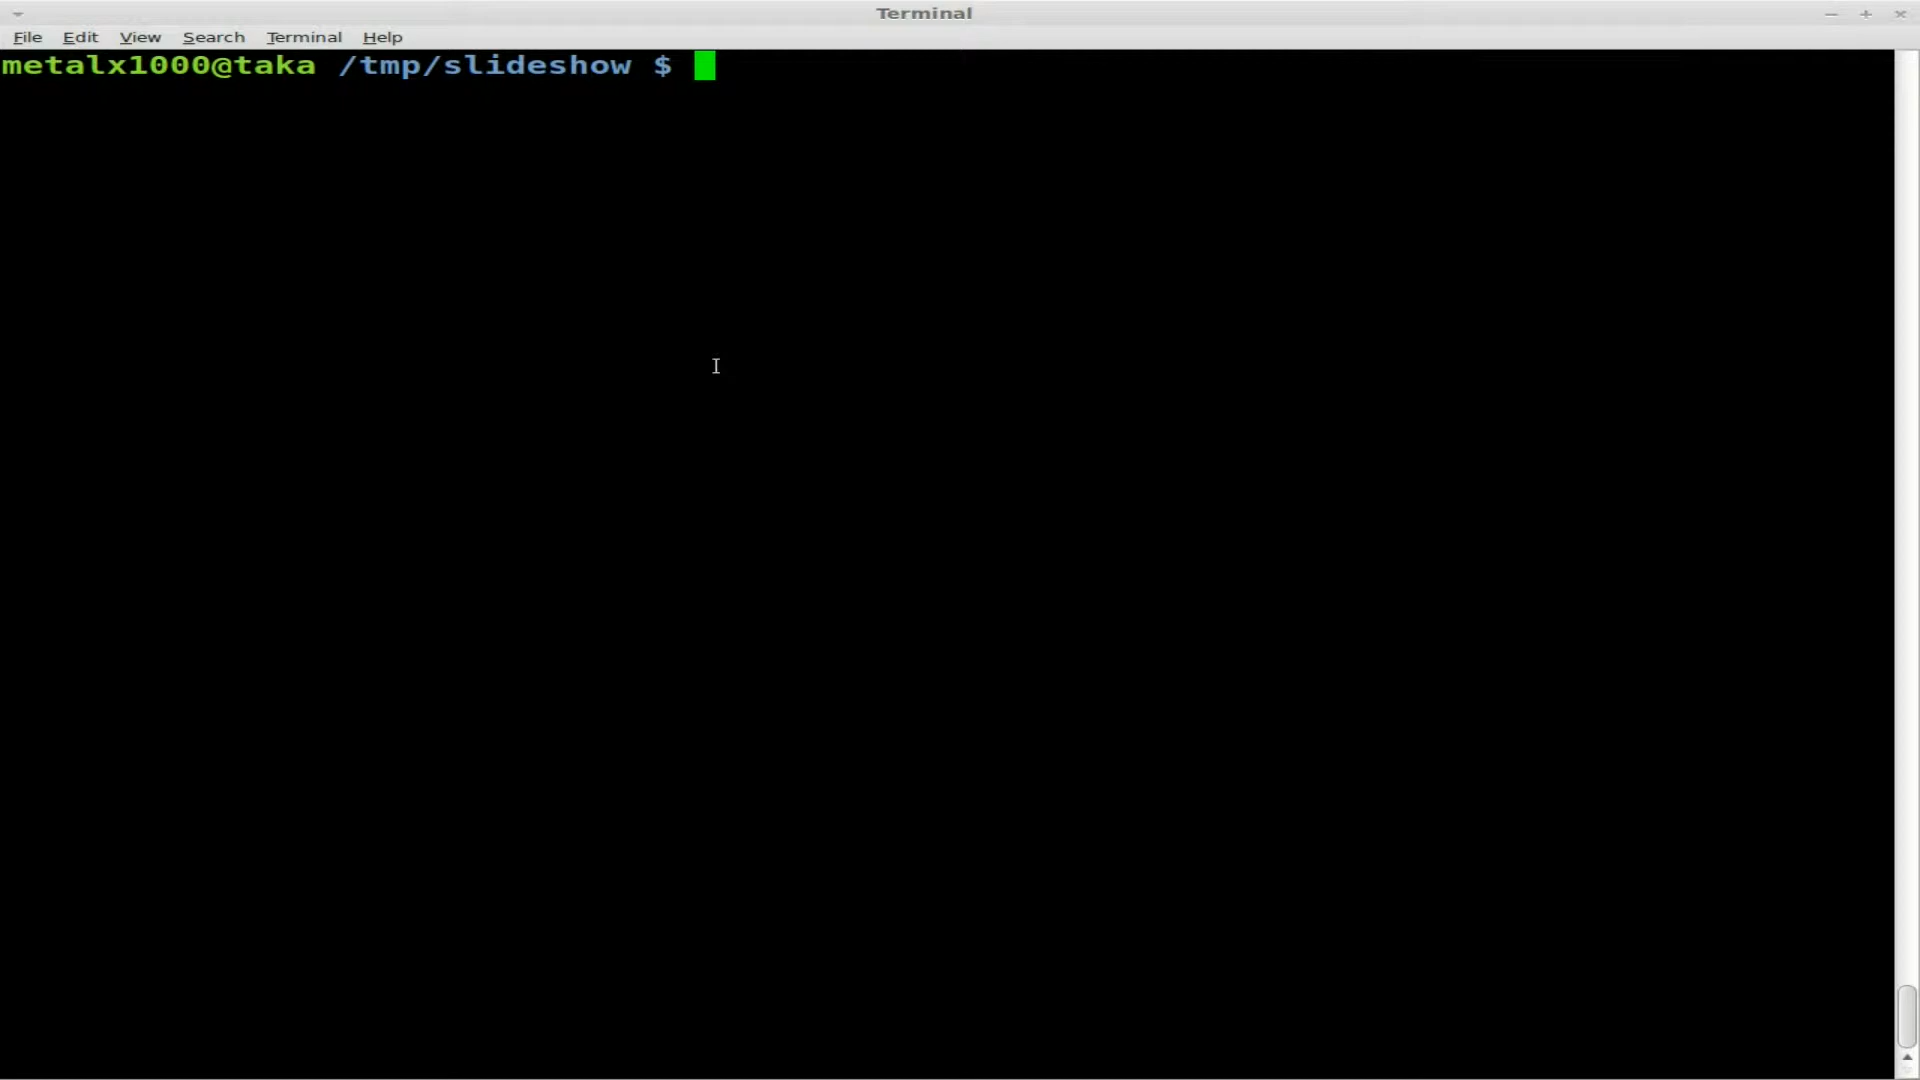 Terminal
File Edit View Search Terminal Help
metalx1000@taka /tmp/slideshow $